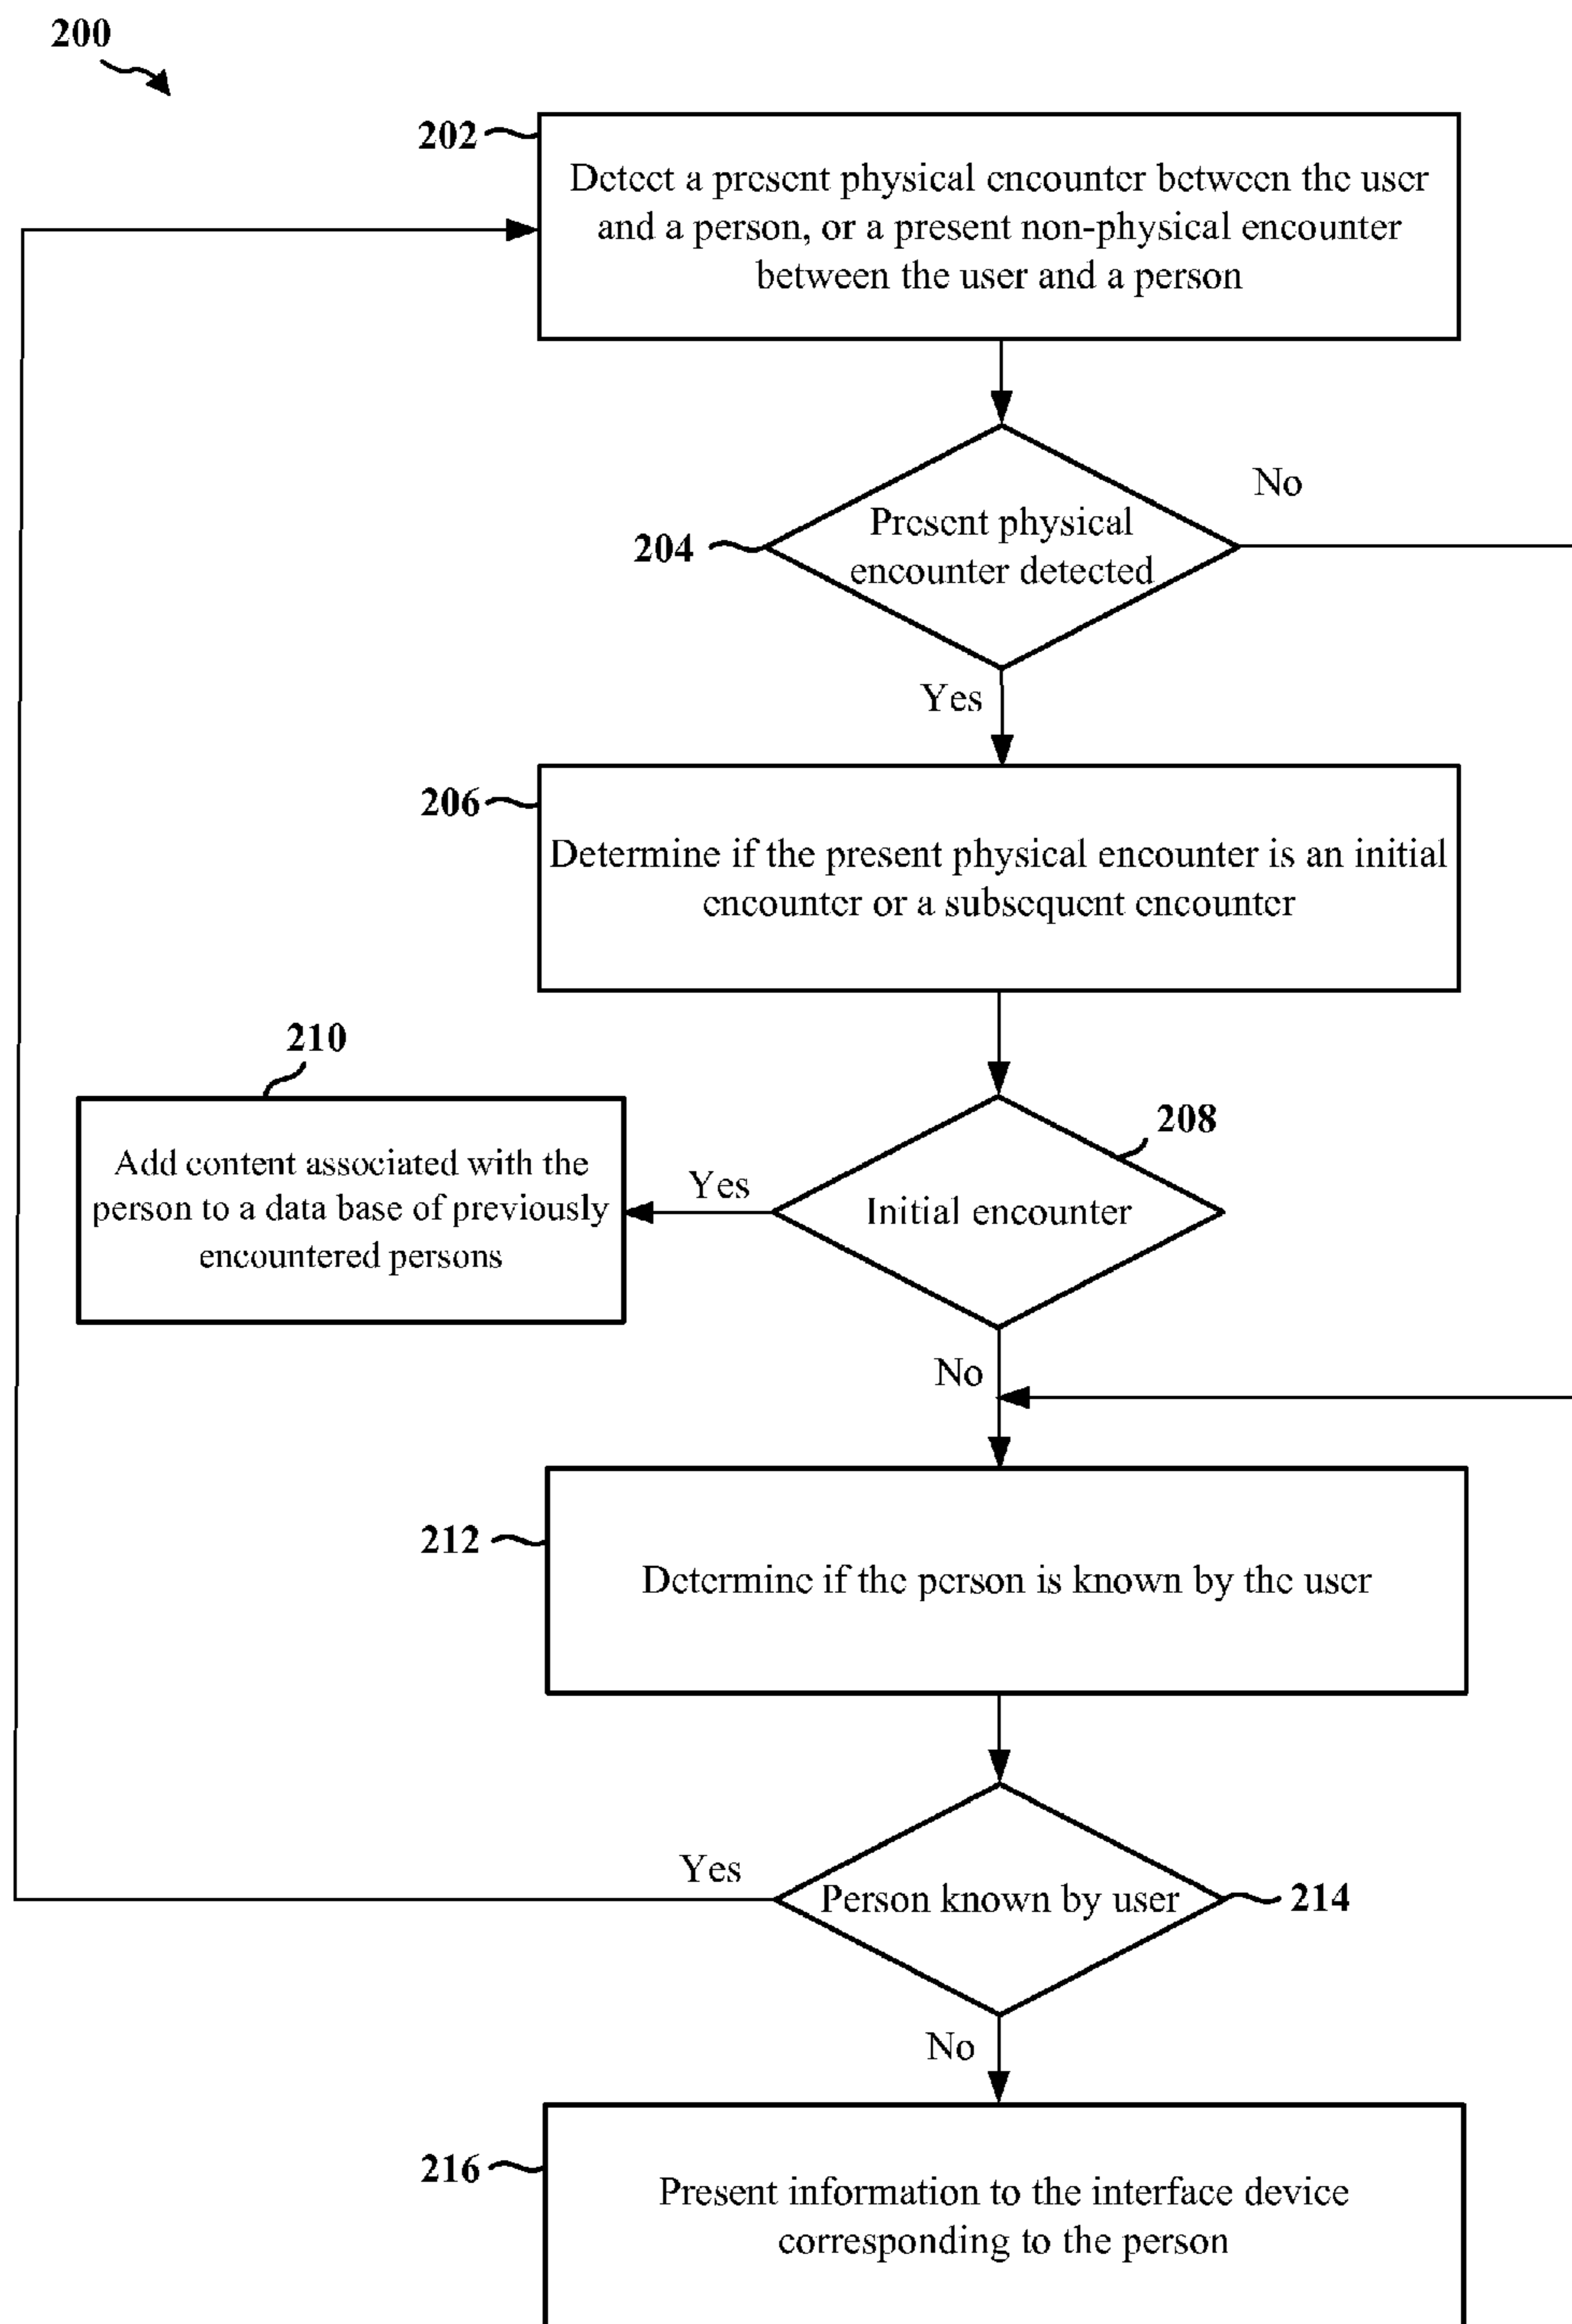 200
202
Detect a present physical encounter between the user
and a person, or a present non-physical encounter
between the user and a person
No
204
Present physical
encounter detected
Yes
206
Determine if the present physical encounter is an initial
encounter or a subsequent encounter
210
208
Add content associated with the
person to a data base of previously
encountered persons
Yes
Initial encounter
No
212
Determine if the person is known by the user
Yes
Person known by user
214
No
216
Present information to the interface device
corresponding to the person